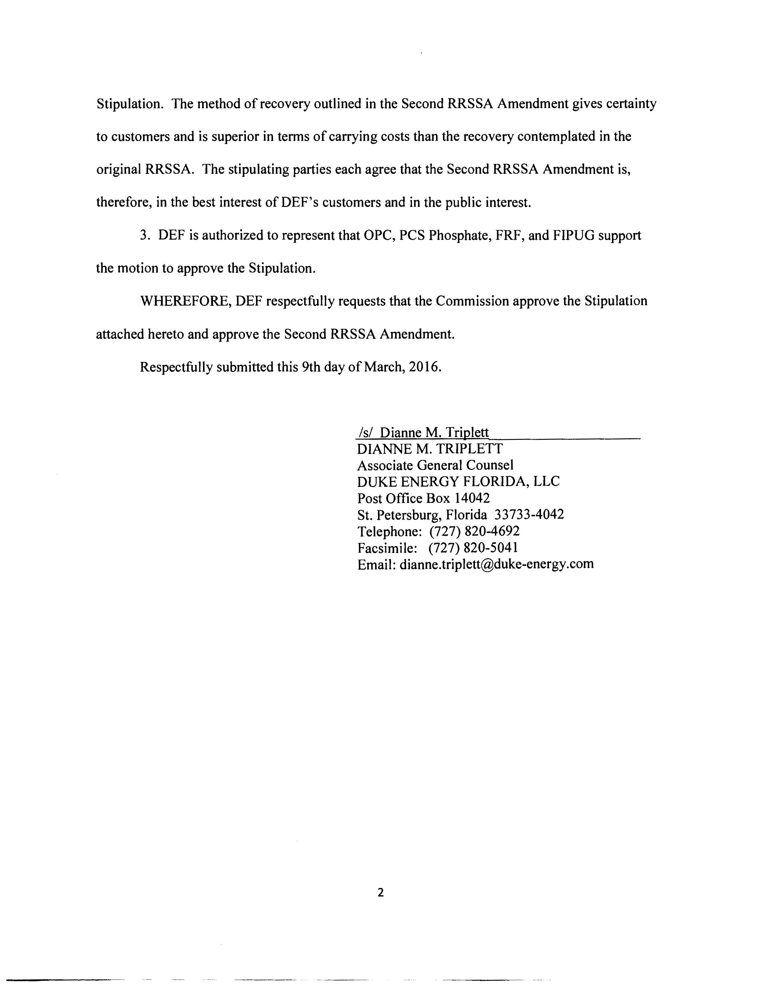 Stipulation. The method of recovery outlined in the Second RRSSA Amendment gives certainty
to customers and is superior in terms of carrying costs than the recovery contemplated in the
original RRSSA. The stipulating parties each agree that the Second RRSSA Amendment is,
therefore, in the best interest of DEF's customers and in the public interest.
3. DEF is authorized to represent that OPC, PCS Phosphate, FRF, and FIPUG support
the motion to approve the Stipulation.
WHEREFORE, DEF respectfully requests that the Commission approve the Stipulation
attached hereto and approve the Second RRSSA Amendment.
Respectfully submitted this 9th day of March, 2016.
/s/ Dianne M. Triplett
DIANNE M. TRIPLETT
Associate General Counsel
DUKE ENERGY FLORIDA, LLC
Post Office Box 14042
St. Petersburg, Florida 33733-4042
Telephone: (727) 820-4692
Facsimile: (727) 820-5041
Email: dianne.triplett@duke-energy.com
2